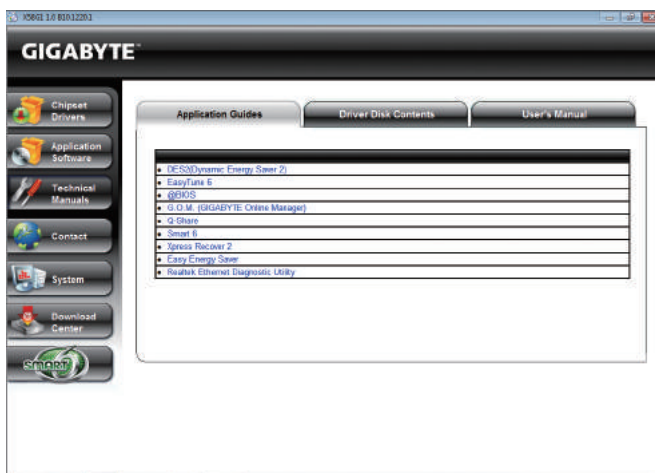 X58G1 1.0 B10.1220.1
GIGABYTE™
Chipset
Drivers
Application
Software
Technical
Manuals
Contact
System
Download
Center
SMART 6
Application Guides
Driver Disk Contents
User's Manual
DES2(Dynamic Energy Saver 2)
EasyTune 6
@BIOS
G.O.M. (GIGABYTE Online Manager)
Q-Share
Smart 6
Xpress Recover 2
Easy Energy Saver
Realtek Ethernet Diagnostic Utility